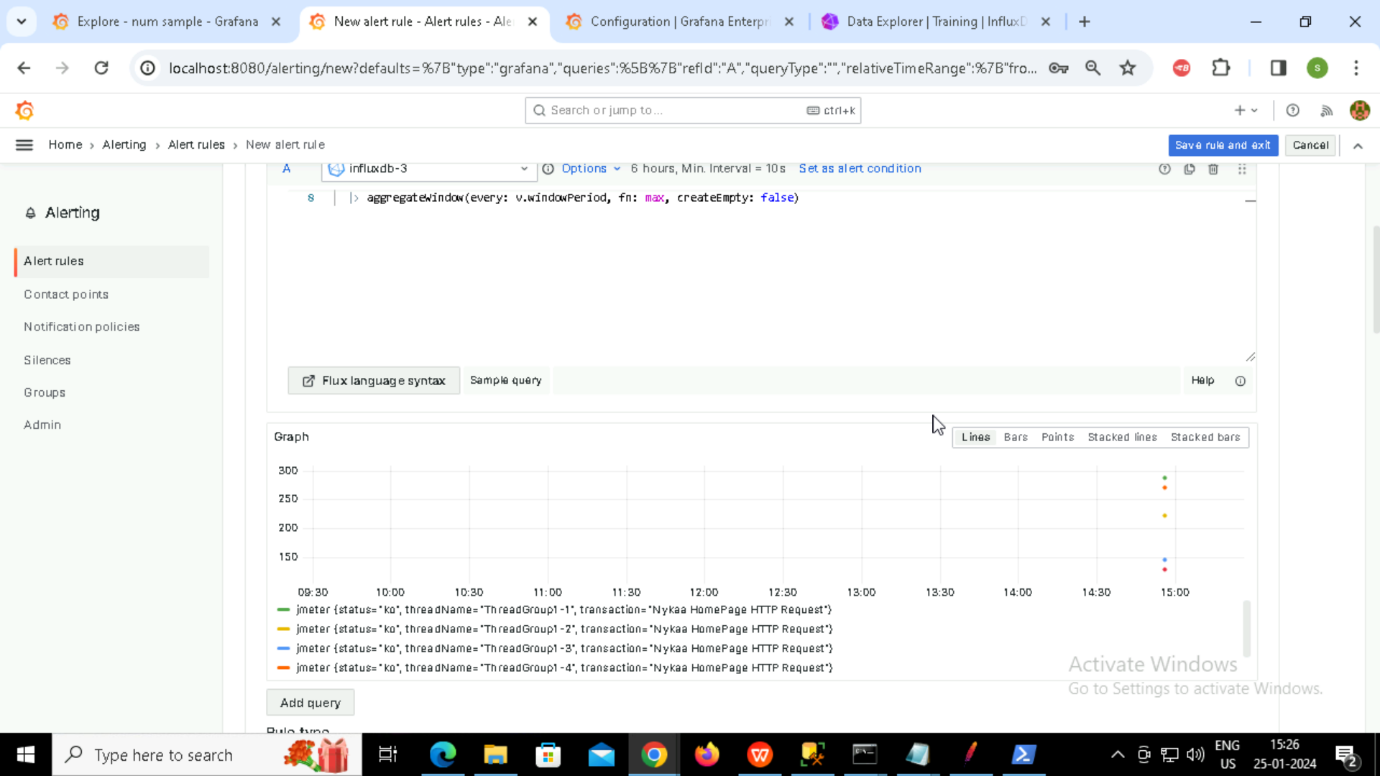 Explore - num sample - Grafana
New alert rule - Alert rules - Ale
Configuration | Grafana Enterpr
Data Explorer | Training | InfluxD
localhost:8080/alerting/new?defaults=%7B"type":"grafana","queries":%5B%7B"refId":"A","queryType":"","relativeTimeRange":%7B"fro...
S
Search or jump to...
ctrl+k
Home › Alerting › Alert rules › New alert rule
Save rule and exit
Cancel
A
influxdb-3
Options
6 hours, Min. Interval = 10s
Set as alert condition
8 |> aggregateWindow(every: v.windowPeriod, fn: max, createEmpty: false)
Alerting
Alert rules
Contact points
Notification policies
Silences
Groups
Admin
Flux language syntax
Sample query
Help
Graph
Lines Bars Points Stacked lines Stacked bars
300
250
200
150
09:30 10:00 10:30 11:00 11:30 12:00 12:30 13:00 13:30 14:00 14:30 15:00
jmeter {status="ko", threadName="ThreadGroup1-1", transaction="Nykaa HomePage HTTP Request"}
jmeter {status="ko", threadName="ThreadGroup1-2", transaction="Nykaa HomePage HTTP Request"}
jmeter {status="ko", threadName="ThreadGroup1-3", transaction="Nykaa HomePage HTTP Request"}
jmeter {status="ko", threadName="ThreadGroup1-4", transaction="Nykaa HomePage HTTP Request"}
Activate Windows
Go to Settings to activate Windows.
Add query
Rule type
Type here to search
ENG
US
15:26
25-01-2024
2